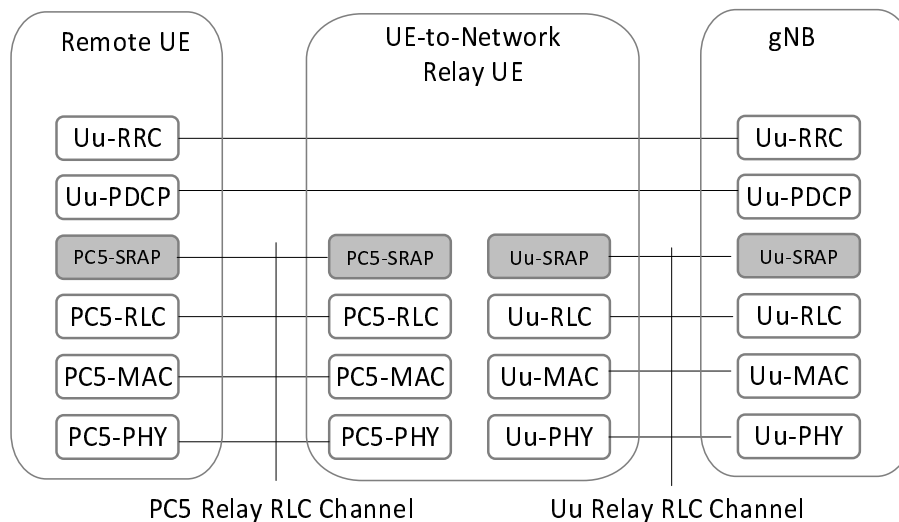 Remote UE
UE-to-Network
Relay UE
gNB
Uu-RRC
Uu-RRC
Uu-PDCP
Uu-PDCP
PC5-SRAP
PC5-SRAP
Uu-SRAP
Uu-SRAP
PC5-RLC
PC5-RLC
Uu-RLC
Uu-RLC
PC5-MAC
PC5-MAC
Uu-MAC
Uu-MAC
PC5-PHY
PC5-PHY
Uu-PHY
Uu-PHY
PC5 Relay RLC Channel
Uu Relay RLC Channel